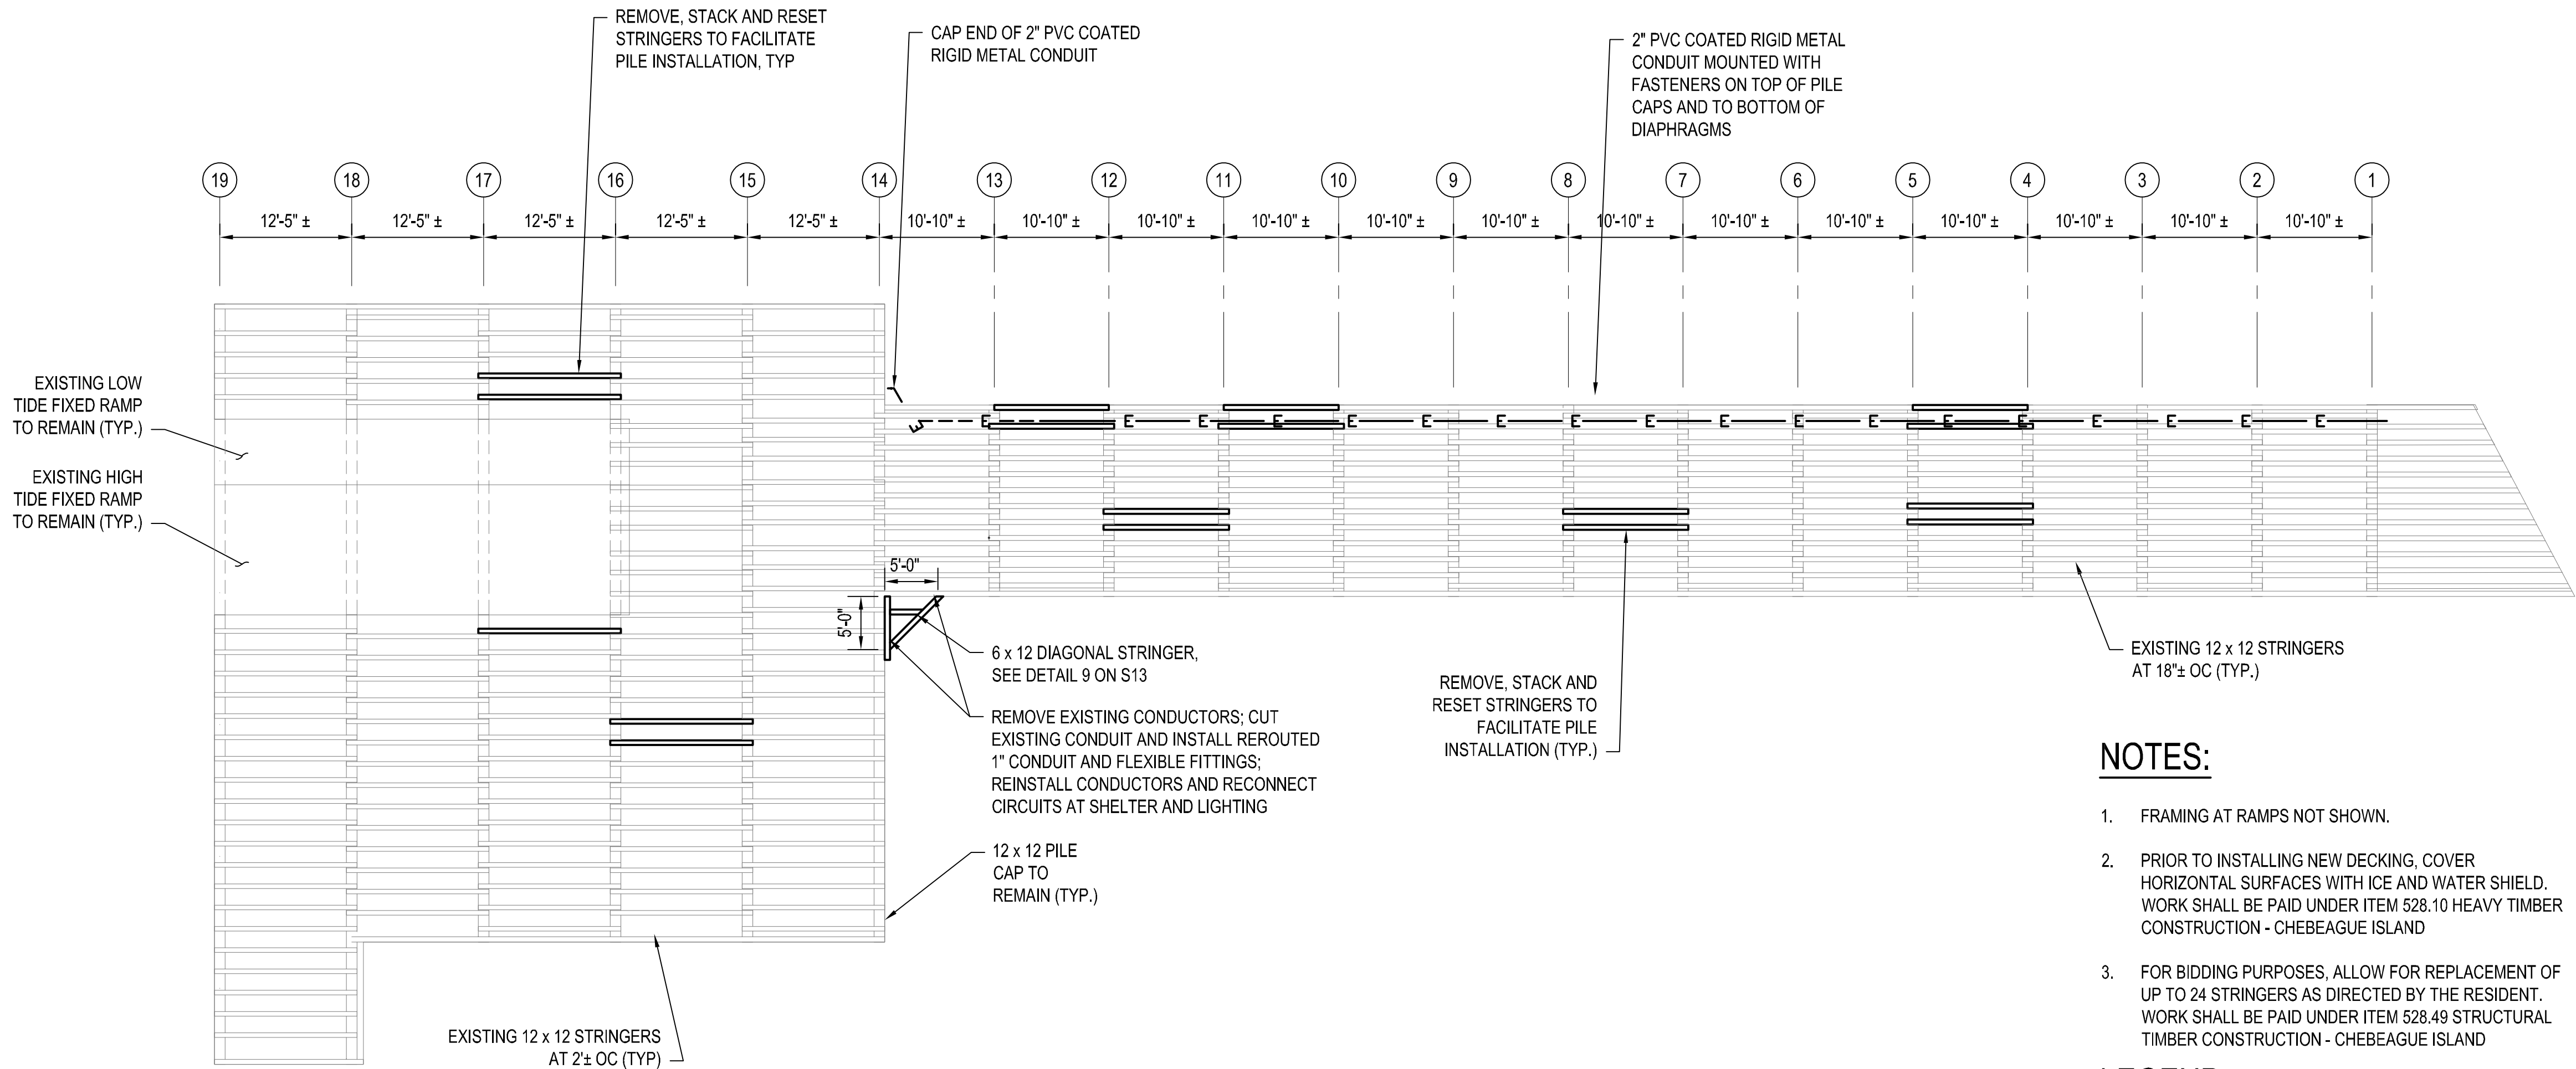 REMOVE, STACK AND RESET
STRINGERS TO FACILITATE
PILE INSTALLATION, TYP
CAP END OF 2" PVC COATED
RIGID METAL CONDUIT
2" PVC COATED RIGID METAL
CONDUIT MOUNTED WITH
FASTENERS ON TOP OF PILE
CAPS AND TO BOTTOM OF
DIAPHRAGMS
19 18 17 16 15 14 13 12 11 10 9 8 7 6 5 4 3 2 1
12'-5" ± 12'-5" ± 12'-5" ± 12'-5" ± 12'-5" ± 10'-10" ± 10'-10" ± 10'-10" ± 10'-10" ± 10'-10" ± 10'-10" ± 10'-10" ± 10'-10" ± 10'-10" ± 10'-10" ± 10'-10" ± 10'-10" ± 10'-10" ±
EXISTING LOW
TIDE FIXED RAMP
TO REMAIN (TYP.)
EXISTING HIGH
TIDE FIXED RAMP
TO REMAIN (TYP.)
E E E E E E E E E E E E E E E E E E E E
5'-0"
5'-0"
6 x 12 DIAGONAL STRINGER,
SEE DETAIL 9 ON S13
REMOVE EXISTING CONDUCTORS; CUT
EXISTING CONDUIT AND INSTALL REROUTED
1" CONDUIT AND FLEXIBLE FITTINGS;
REINSTALL CONDUCTORS AND RECONNECT
CIRCUITS AT SHELTER AND LIGHTING
12 x 12 PILE
CAP TO
REMAIN (TYP.)
REMOVE, STACK AND
RESET STRINGERS TO
FACILITATE PILE
INSTALLATION (TYP.)
EXISTING 12 x 12 STRINGERS
AT 18"± OC (TYP.)
EXISTING 12 x 12 STRINGERS
AT 2'± OC (TYP)
NOTES:
1. FRAMING AT RAMPS NOT SHOWN.
2. PRIOR TO INSTALLING NEW DECKING, COVER
HORIZONTAL SURFACES WITH ICE AND WATER SHIELD.
WORK SHALL BE PAID UNDER ITEM 528.10 HEAVY TIMBER
CONSTRUCTION - CHEBEAGUE ISLAND
3. FOR BIDDING PURPOSES, ALLOW FOR REPLACEMENT OF
UP TO 24 STRINGERS AS DIRECTED BY THE RESIDENT.
WORK SHALL BE PAID UNDER ITEM 528.49 STRUCTURAL
TIMBER CONSTRUCTION - CHEBEAGUE ISLAND